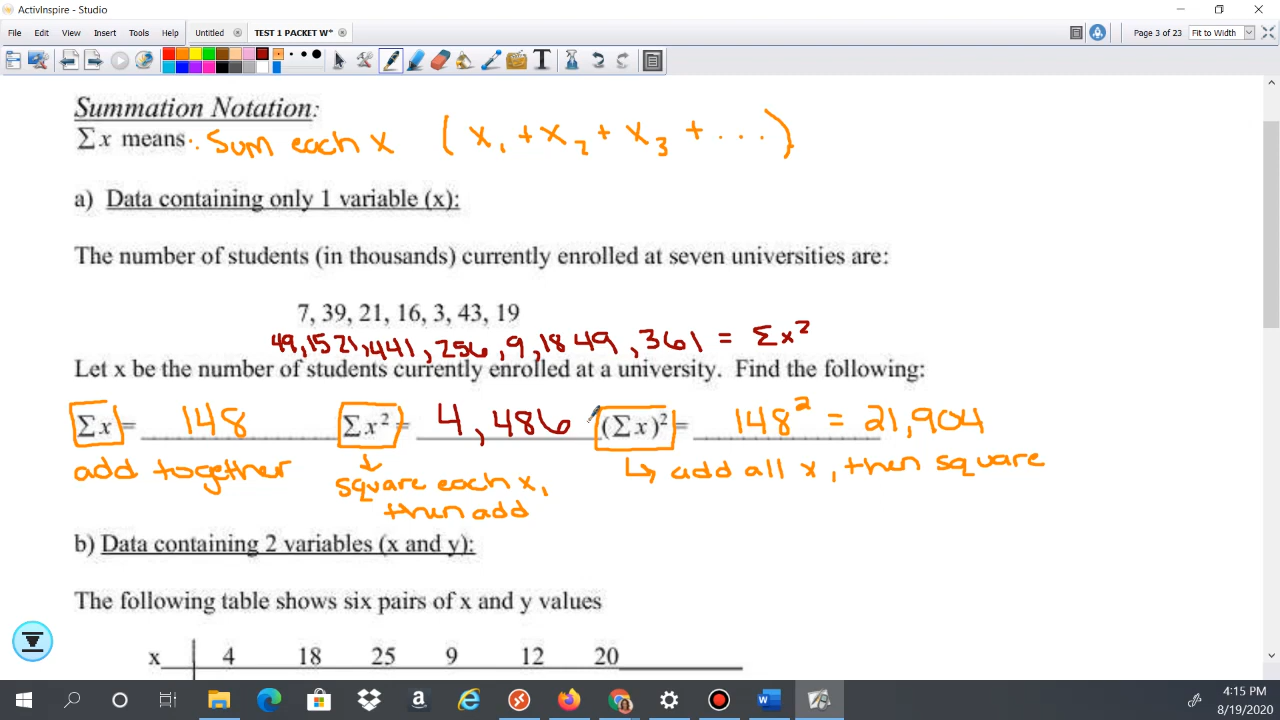 ActivInspire - Studio
File Edit View Insert Tools Help Untitled TEST 1 PACKET W* Page 3 of 23 Fit to Width
Summation Notation:
Σx means: Sum each x (x₁ + x₂ + x₃ + ...)
a) Data containing only 1 variable (x):
The number of students (in thousands) currently enrolled at seven universities are:
7, 39, 21, 16, 3, 43, 19
49, 1521, 441, 256, 9, 1849, 361 = Σx²
Let x be the number of students currently enrolled at a university. Find the following:
Σx = 148 Σx² = 4,486 (Σx)² = 148² = 21,904
add together ↓ square each x, then add ↳ add all x, then square
b) Data containing 2 variables (x and y):
The following table shows six pairs of x and y values
x 4 18 25 9 12 20
4:15 PM
8/19/2020